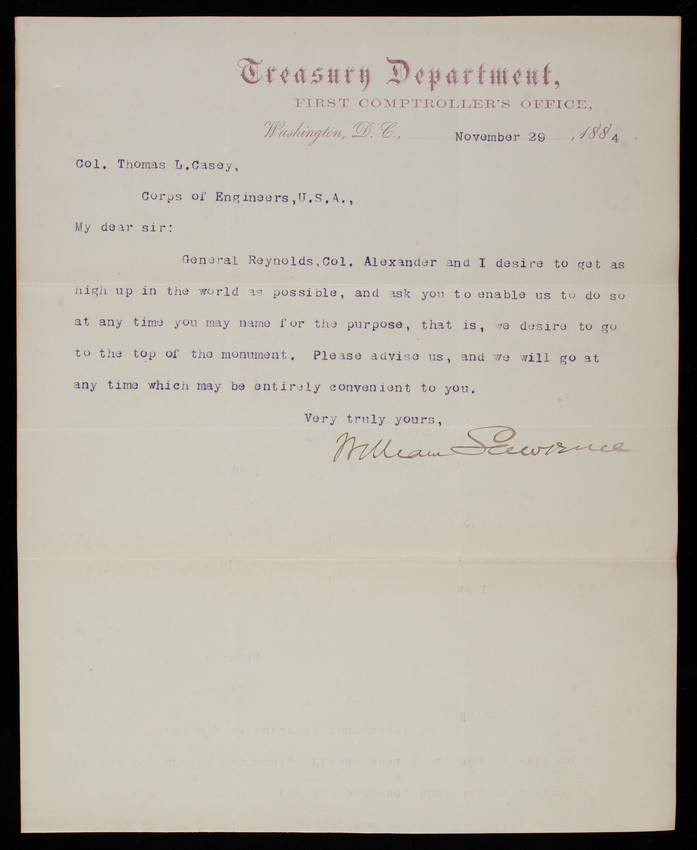 Treasury Department,
FIRST COMPTROLLER'S OFFICE,
Washington, D. C., November 29, 1884.
Col. Thomas L.Casey,
Corps of Engineers,U.S.A.,
My dear sir:
General Reynolds,Col. Alexander and I desire to get as
high up in the world as possible, and ask you to enable us to do so
at any time you may name for the purpose, that is, we desire to go
to the top of the monument. Please advise us, and we will go at
any time which may be entirely convenient to you.
Very truly yours,
William Lawrence